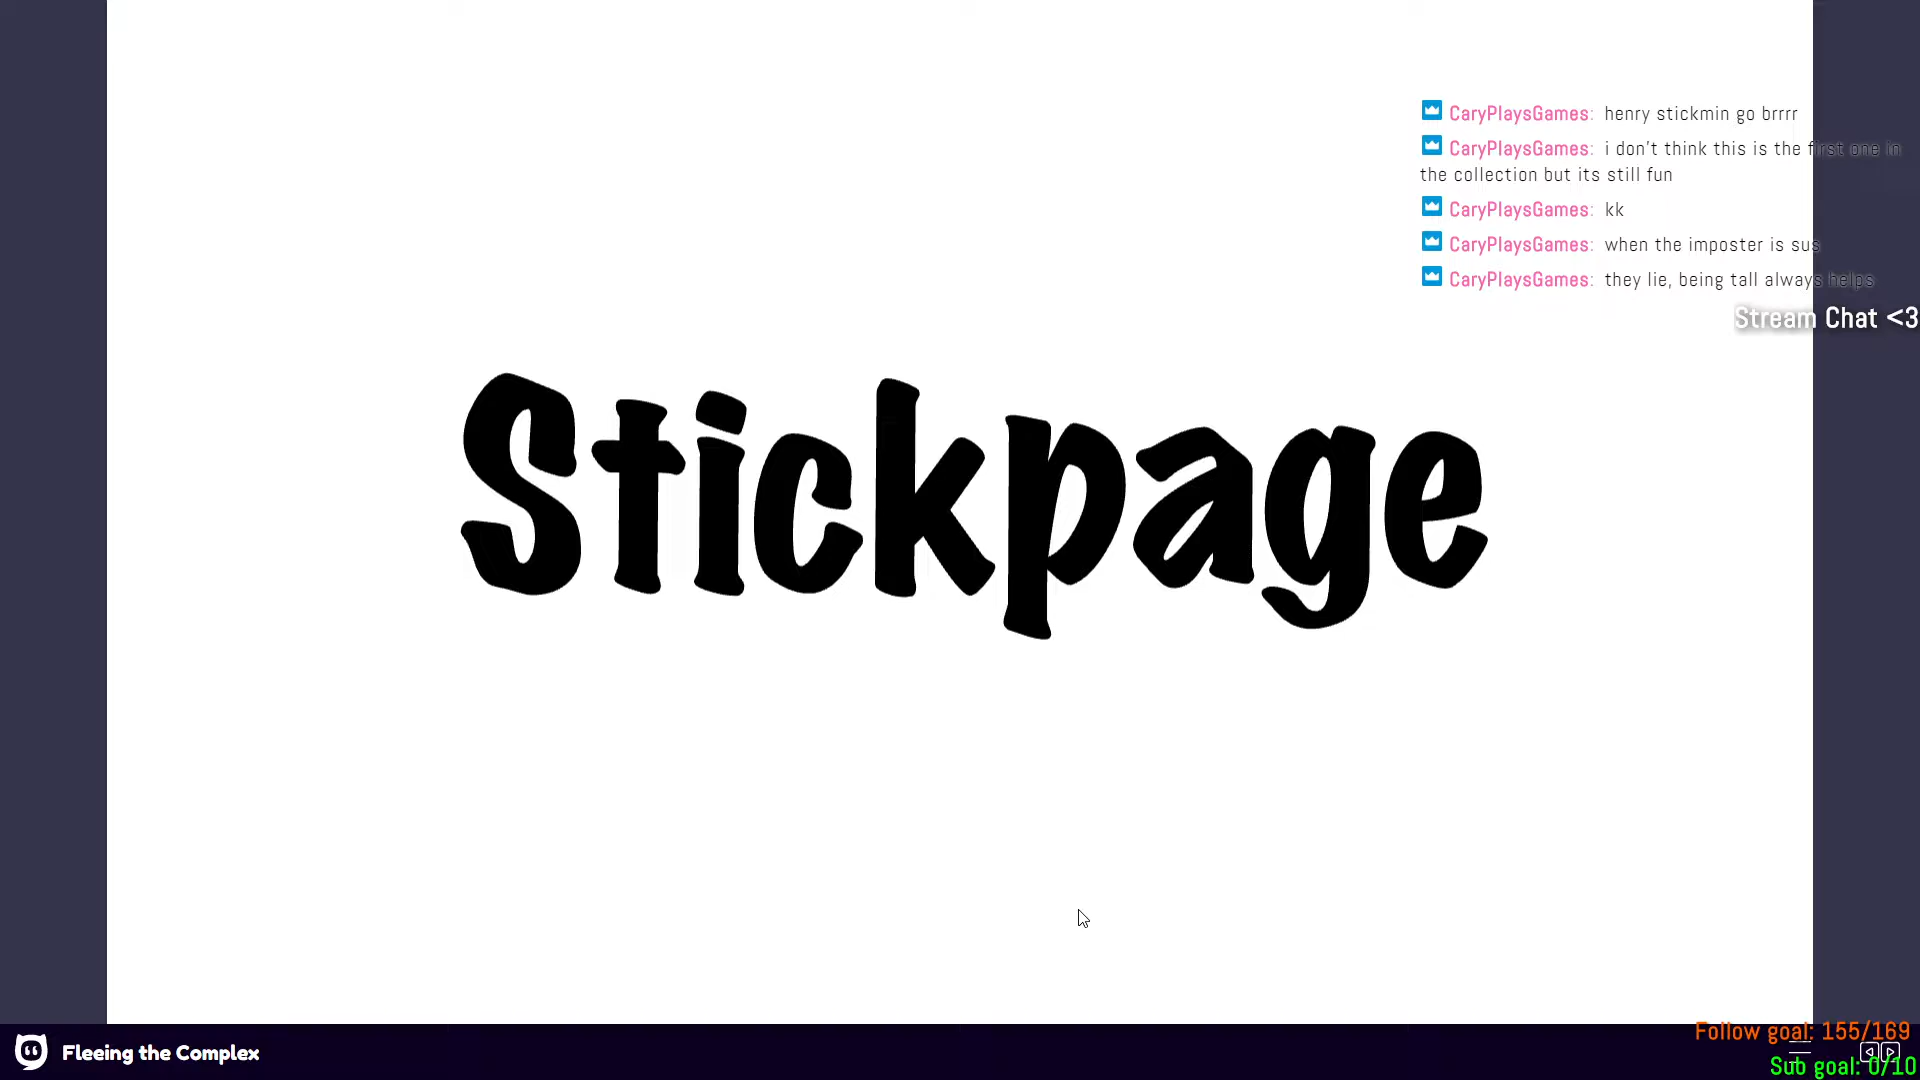 CaryPlaysGames: henry stickmin go brrrr
CaryPlaysGames: i don't think this is the first one in
the collection but its still fun
CaryPlaysGames: kk
CaryPlaysGames: when the imposter is sus
CaryPlaysGames: they lie, being tall always helps
Stream Chat <3
Stickpage
Follow goal: 155/169
Fleeing the Complex
Sub goal: 0/10